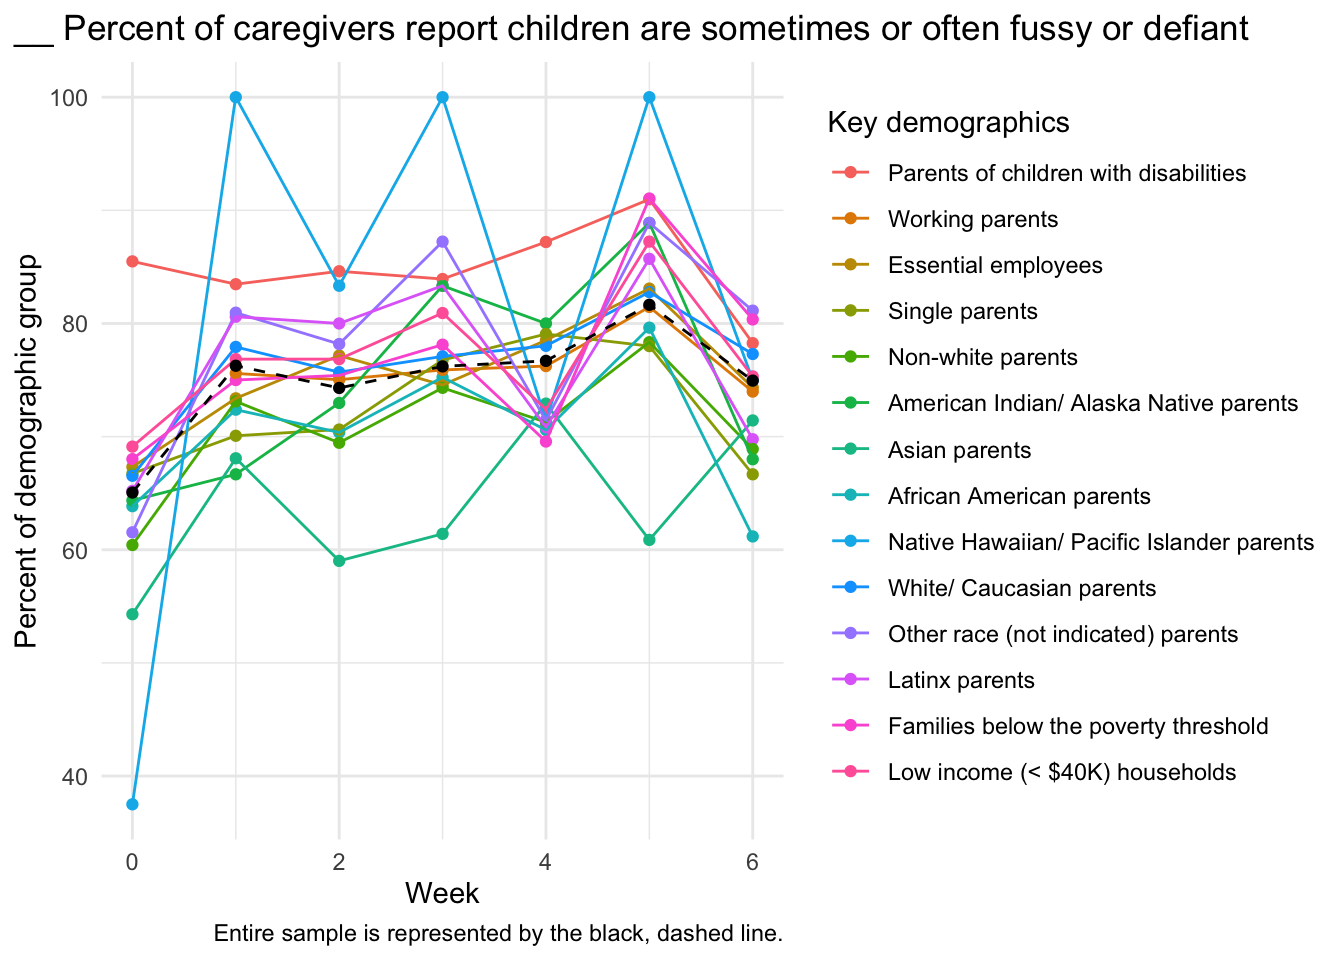 __ Percent of caregivers report children are sometimes or often fussy or defiant
Percent of demographic group
100
80
60
40
0
2
4
6
Week
Entire sample is represented by the black, dashed line.
Key demographics
Parents of children with disabilities
Working parents
Essential employees
Single parents
Non-white parents
American Indian/ Alaska Native parents
Asian parents
African American parents
Native Hawaiian/ Pacific Islander parents
White/ Caucasian parents
Other race (not indicated) parents
Latinx parents
Families below the poverty threshold
Low income (< $40K) households